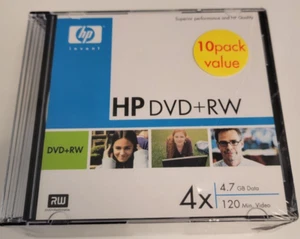 hp
invent
Superior performance and HP Quality
10pack
value
HP DVD+RW
DVD+RW
RW
4x
4.7 GB Data
120 Min. Video